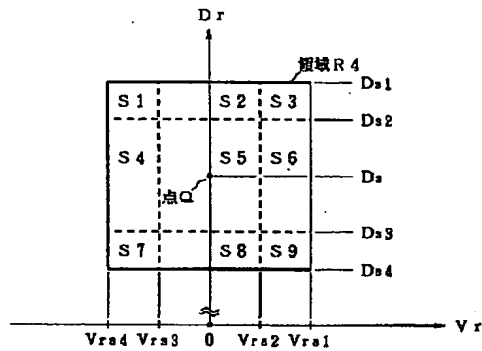 Dr
領域R4
S1 S2 S3 Ds1
Ds2
S4 S5 S6
点Q Ds
Ds3
S7 S8 S9
Ds4
Vr
Vrs4 Vrs3 0 Vrs2 Vrs1